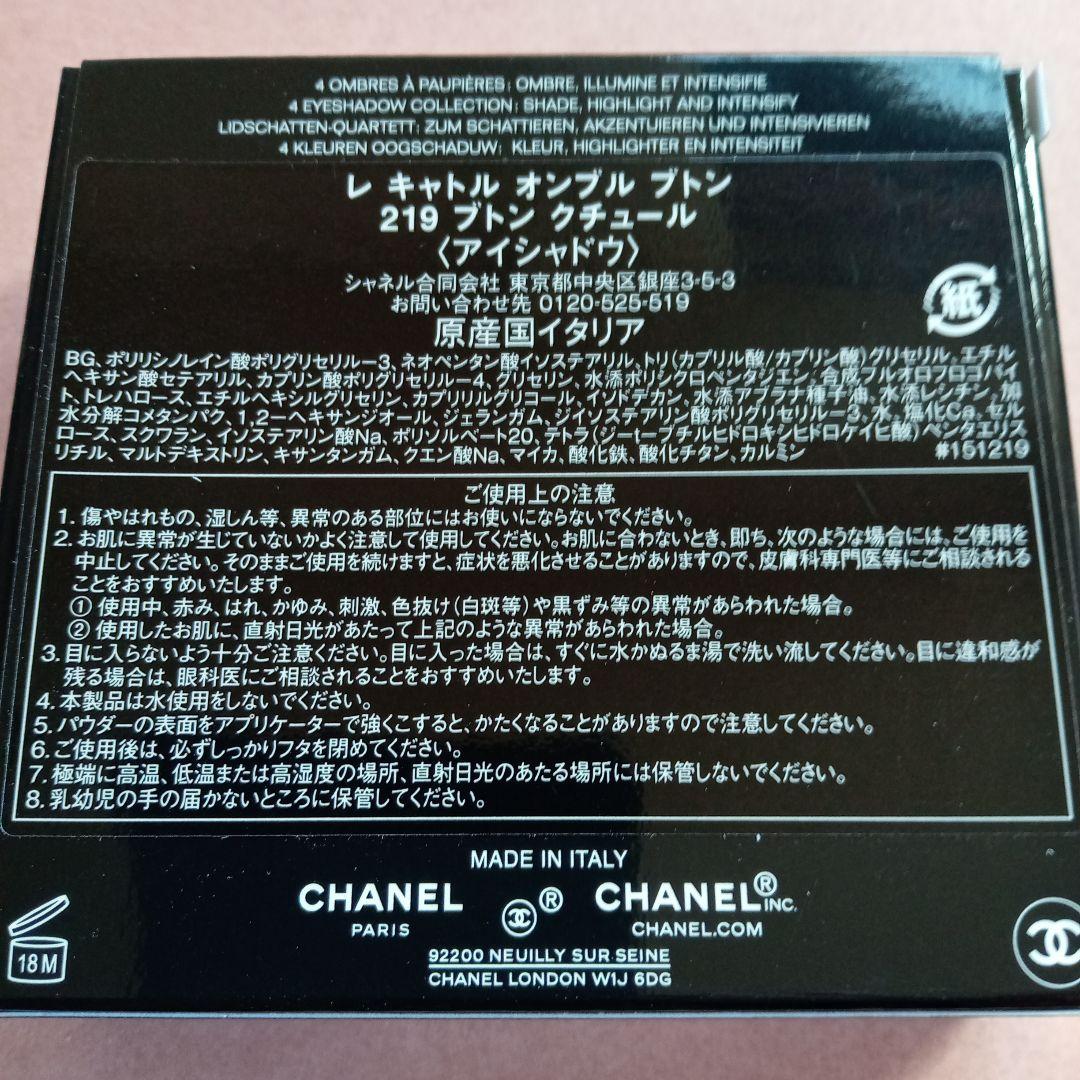 4 OMBRES À PAUPIÈRES: OMBRE, ILLUMINE ET INTENSIFIE
4 EYESHADOW COLLECTION: SHADE, HIGHLIGHT AND INTENSIFY
LIDSCHATTEN-QUARTETT: ZUM SCHATTIEREN, AKZENTUIEREN UND INTENSIVIEREN
4 KLEUREN OOGSCHADUW: KLEUR, HIGHLIGHTER EN INTENSITEIT
レ キャトル オンブル ブトン
219 ブトン クチュール
〈アイシャドウ〉
シャネル合同会社 東京都中央区銀座3-5-3
お問い合わせ先 0120-525-519
原産国イタリア
紙
BG、ポリリシノレイン酸ポリグリセリル-3、ネオペンタン酸イソステアリル、トリ(カプリル酸/カプリン酸)グリセリル、エチル
ヘキサン酸セテアリル、カプリン酸ポリグリセリル-4、グリセリン、水添ポリシクロペンタジエン、合成フルオロフロゴパイ
ト、トレハロース、エチルヘキシルグリセリン、カプリリルグリコール、イソドデカン、水添アブラナ種子油、水添レシチン、加
水分解コメタンパク、1,2-ヘキサンジオール、ジェランガム、ジイソステアリン酸ポリグリセリル-3、水、塩化Ca、セル
ロース、スクワラン、イソステアリン酸Na、ポリソルベート20、テトラ(ジ-t-ブチルヒドロキシヒドロケイヒ酸)ペンタエリス
リチル、マルトデキストリン、キサンタンガム、クエン酸Na、マイカ、酸化鉄、酸化チタン、カルミン #151219
ご使用上の注意
1. 傷やはれもの、湿しん等、異常のある部位にはお使いにならないでください。
2. お肌に異常が生じていないかよく注意して使用してください。お肌に合わないとき、即ち、次のような場合には、ご使用を
中止してください。そのままご使用を続けますと、症状を悪化させることがありますので、皮膚科専門医等にご相談される
ことをおすすめいたします。
① 使用中、赤み、はれ、かゆみ、刺激、色抜け(白斑等)や黒ずみ等の異常があらわれた場合。
② 使用したお肌に、直射日光があたって上記のような異常があらわれた場合。
3. 目に入らないよう十分ご注意ください。目に入った場合は、すぐに水かぬるま湯で洗い流してください。目に違和感が
残る場合は、眼科医にご相談されることをおすすめいたします。
4. 本製品は水使用をしないでください。
5. パウダーの表面をアプリケーターで強くこすると、かたくなることがありますので注意してください。
6. ご使用後は、必ずしっかりフタを閉めてください。
7. 極端に高温、低温または高湿度の場所、直射日光のあたる場所には保管しないでください。
8. 乳幼児の手の届かないところに保管してください。
MADE IN ITALY
CHANEL ® CHANEL® INC.
PARIS CHANEL.COM
92200 NEUILLY SUR SEINE
CHANEL LONDON W1J 6DG
18M